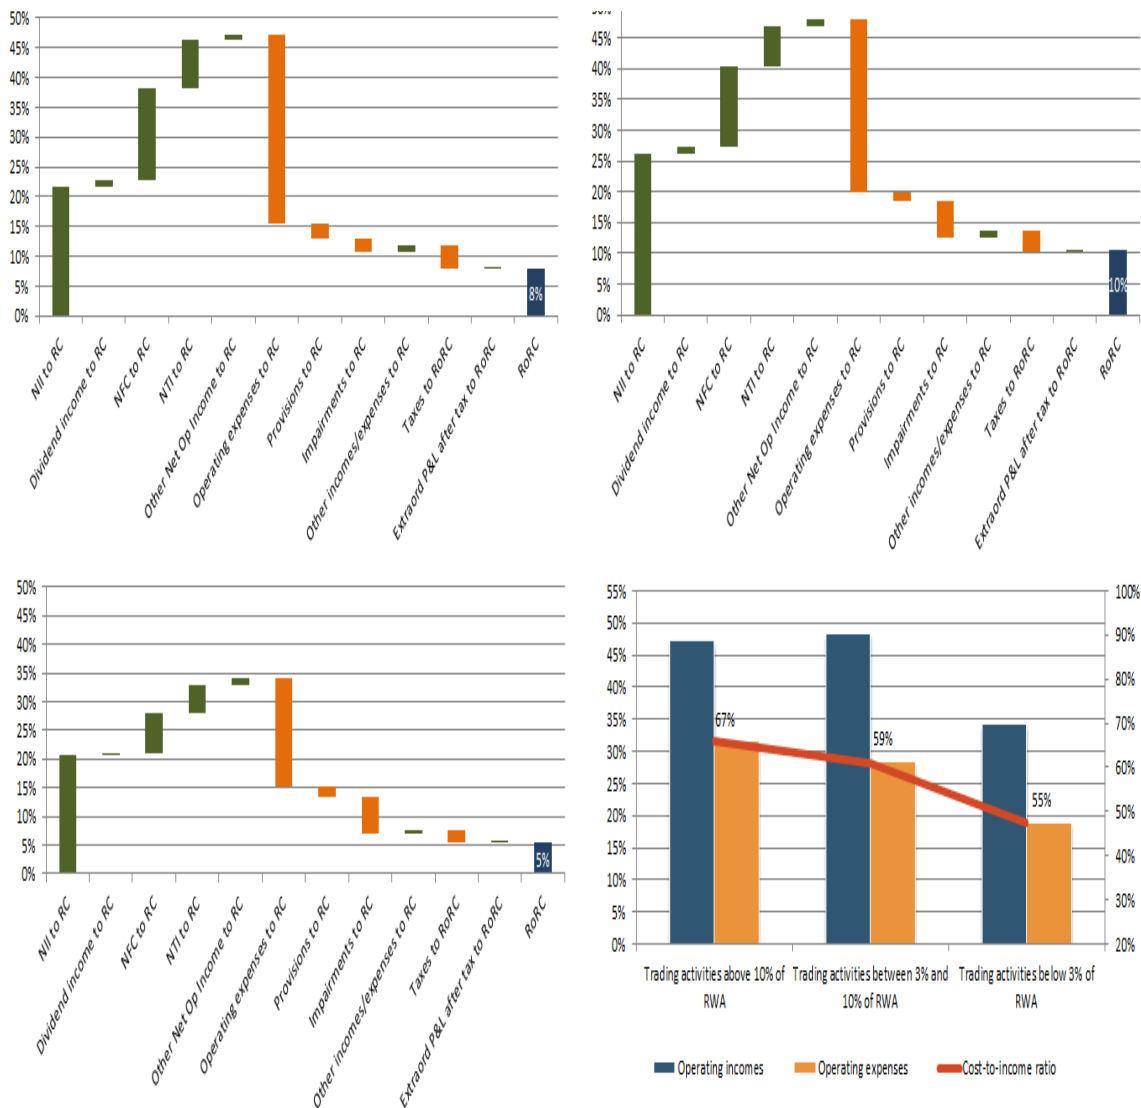 50%
45%
40%
35%
30%
25%
20%
15%
10%
5%
0%
8%
NII to RC
Dividend income to RC
NFC to RC
NTI to RC
Other Net Op Income to RC
Operating expenses to RC
Provisions to RC
Impairments to RC
Other incomes/expenses to RC
Taxes to RoRC
Extraord P&L after tax to RoRC
RoRC
50%
45%
40%
35%
30%
25%
20%
15%
10%
5%
0%
10%
NII to RC
Dividend income to RC
NFC to RC
NTI to RC
Other Net Op Income to RC
Operating expenses to RC
Provisions to RC
Impairments to RC
Other incomes/expenses to RC
Taxes to RoRC
Extraord P&L after tax to RoRC
RoRC
50%
45%
40%
35%
30%
25%
20%
15%
10%
5%
0%
5%
NII to RC
Dividend income to RC
NFC to RC
NTI to RC
Other Net Op Income to RC
Operating expenses to RC
Provisions to RC
Impairments to RC
Other incomes/expenses to RC
Taxes to RoRC
Extraord P&L after tax to RoRC
RoRC
55%
50%
45%
40%
35%
30%
25%
20%
15%
10%
5%
0%
100%
90%
80%
70%
60%
50%
40%
30%
20%
67%
59%
55%
Trading activities above 10% of
RWA
Trading activities between 3% and
10% of RWA
Trading activities below 3% of
RWA
Operating incomes
Operating expenses
Cost-to-income ratio